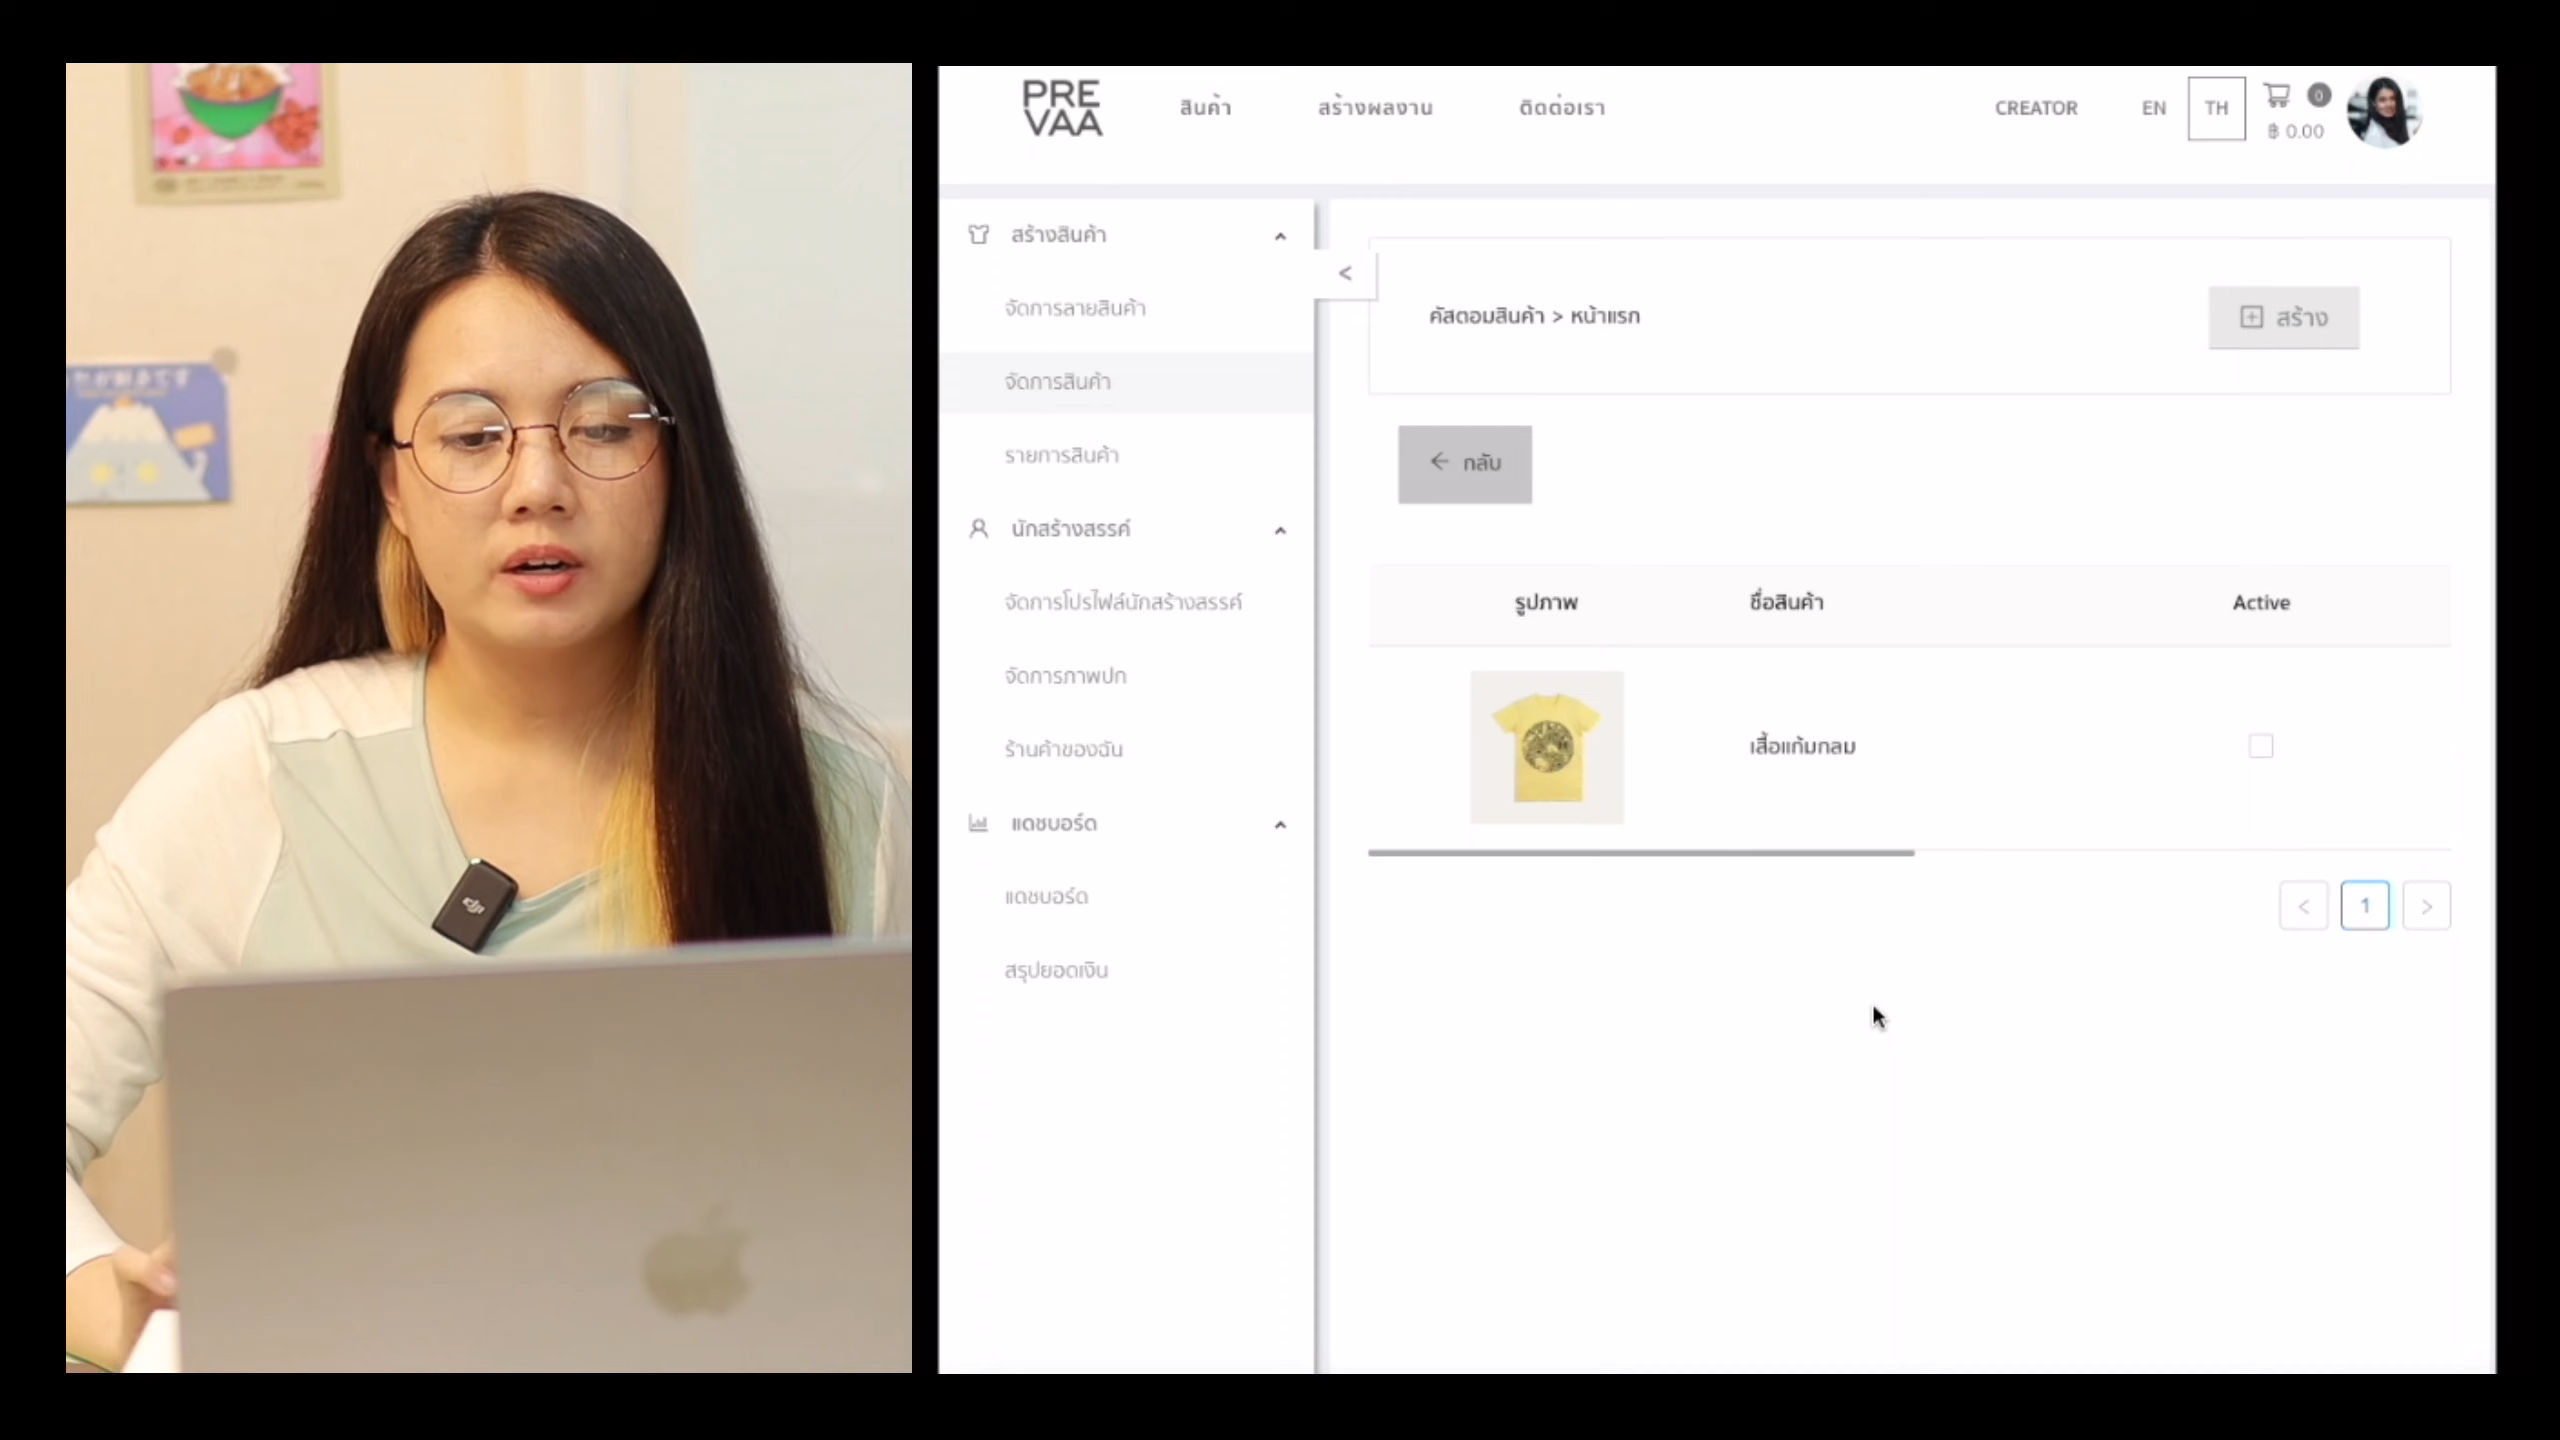 PRE
VAA
สินค้า
สร้างผลงาน
ติดต่อเรา
CREATOR
EN
TH
0
฿ 0.00
สร้างสินค้า
จัดการลายสินค้า
จัดการสินค้า
รายการสินค้า
นักสร้างสรรค์
จัดการโปรไฟล์นักสร้างสรรค์
จัดการภาพปก
ร้านค้าของฉัน
แดชบอร์ด
แดชบอร์ด
สรุปยอดเงิน
<
คัสตอมสินค้า > หน้าแรก
สร้าง
← กลับ
รูปภาพ
ชื่อสินค้า
Active
เสื้อแก้มกลม
< 1 >
dji